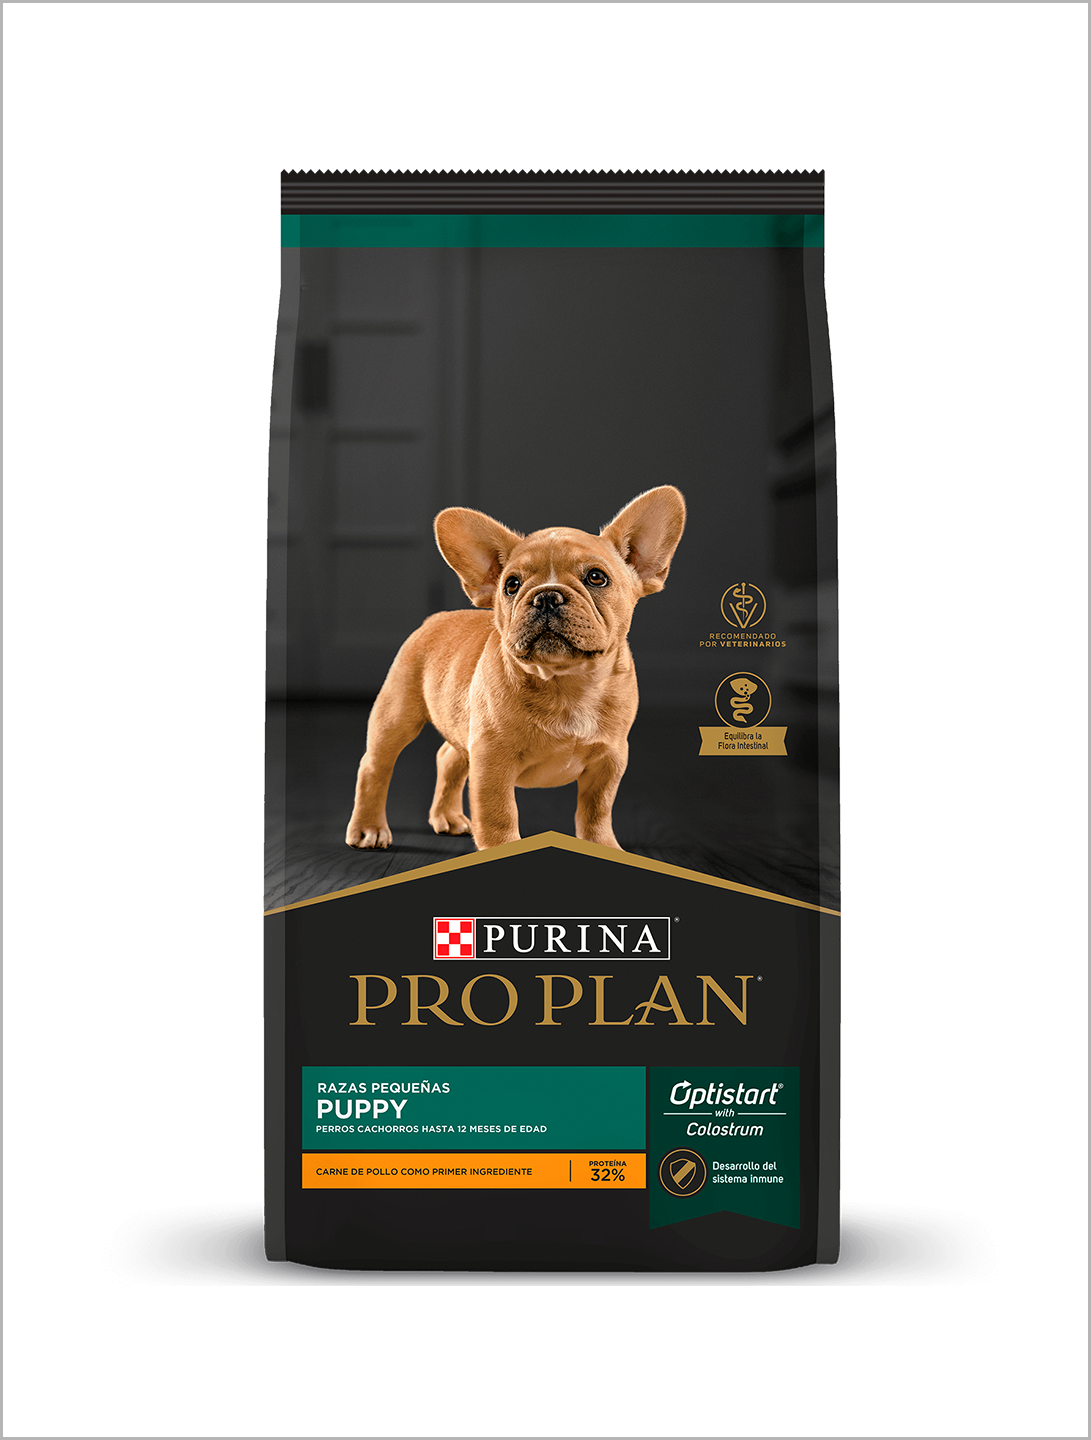 RECOMENDADO
POR VETERINARIOS
Equilibra la
Flora Intestinal
PURINA®
PRO PLAN®
RAZAS PEQUEÑAS
PUPPY
PERROS CACHORROS HASTA 12 MESES DE EDAD
CARNE DE POLLO COMO PRIMER INGREDIENTE
PROTEÍNA
32%
Optistart®
with
Colostrum
Desarrollo del
sistema inmune